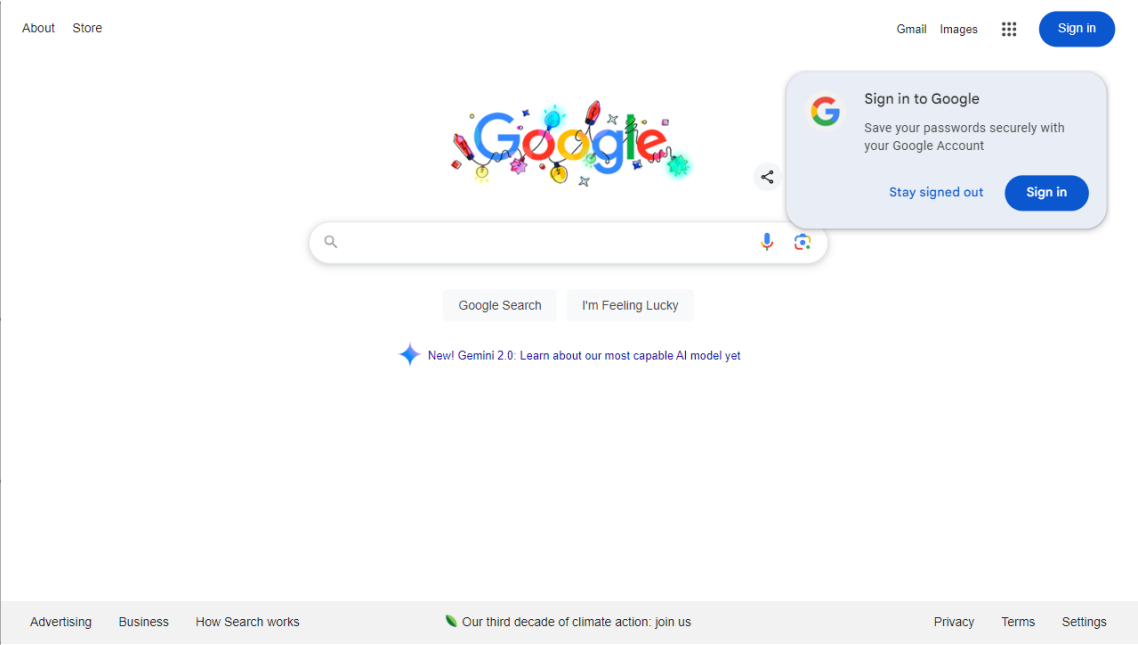 About Store
Gmail Images Sign in
Sign in to Google
Save your passwords securely with
your Google Account
Stay signed out Sign in
Google
Google Search I'm Feeling Lucky
New! Gemini 2.0: Learn about our most capable AI model yet
Advertising Business How Search works
Our third decade of climate action: join us
Privacy Terms Settings